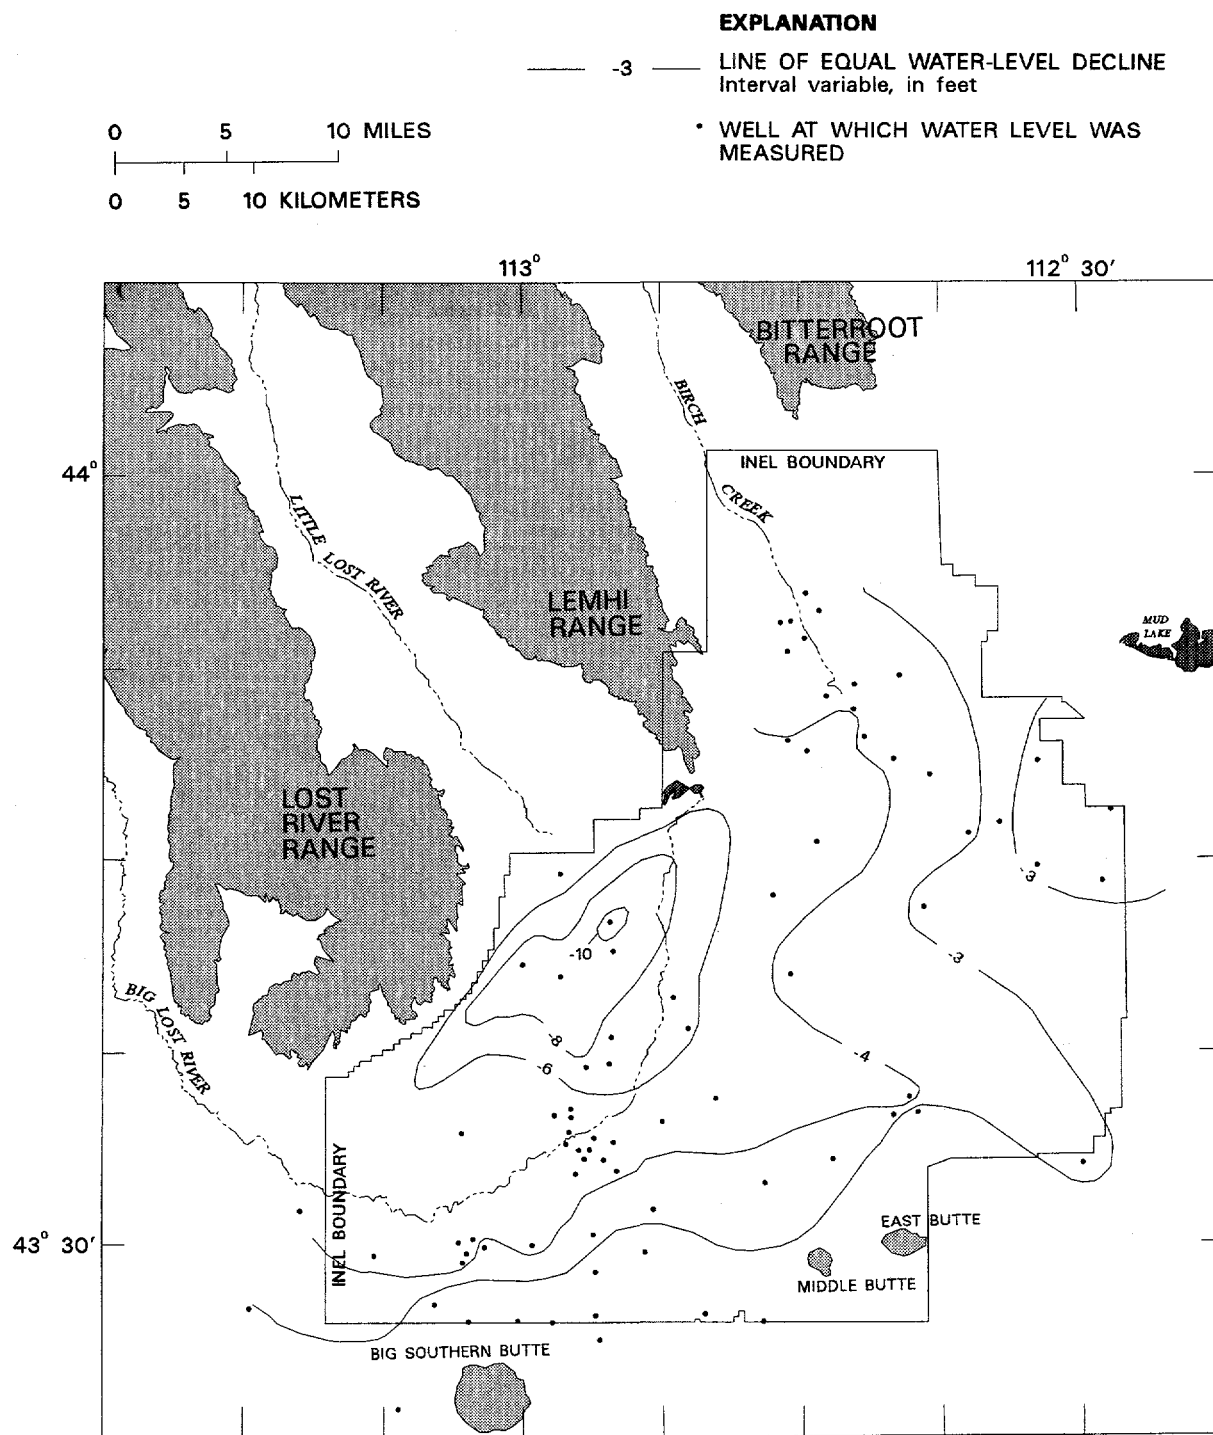 EXPLANATION
-3
LINE OF EQUAL WATER-LEVEL DECLINE
Interval variable, in feet
0 5 10 MILES
WELL AT WHICH WATER LEVEL WAS
MEASURED
0 5 10 KILOMETERS
113° 112° 30'
BITTERROOT
RANGE
BIRCH
CREEK
44°
INEL BOUNDARY
LITTLE
LOST RIVER
LEMHI
RANGE
MUD
LAKE
LOST
RIVER
RANGE
-3
-10
-3
BIG LOST RIVER
-8
-6
-4
INEL BOUNDARY
43° 30'
EAST BUTTE
MIDDLE BUTTE
BIG SOUTHERN BUTTE